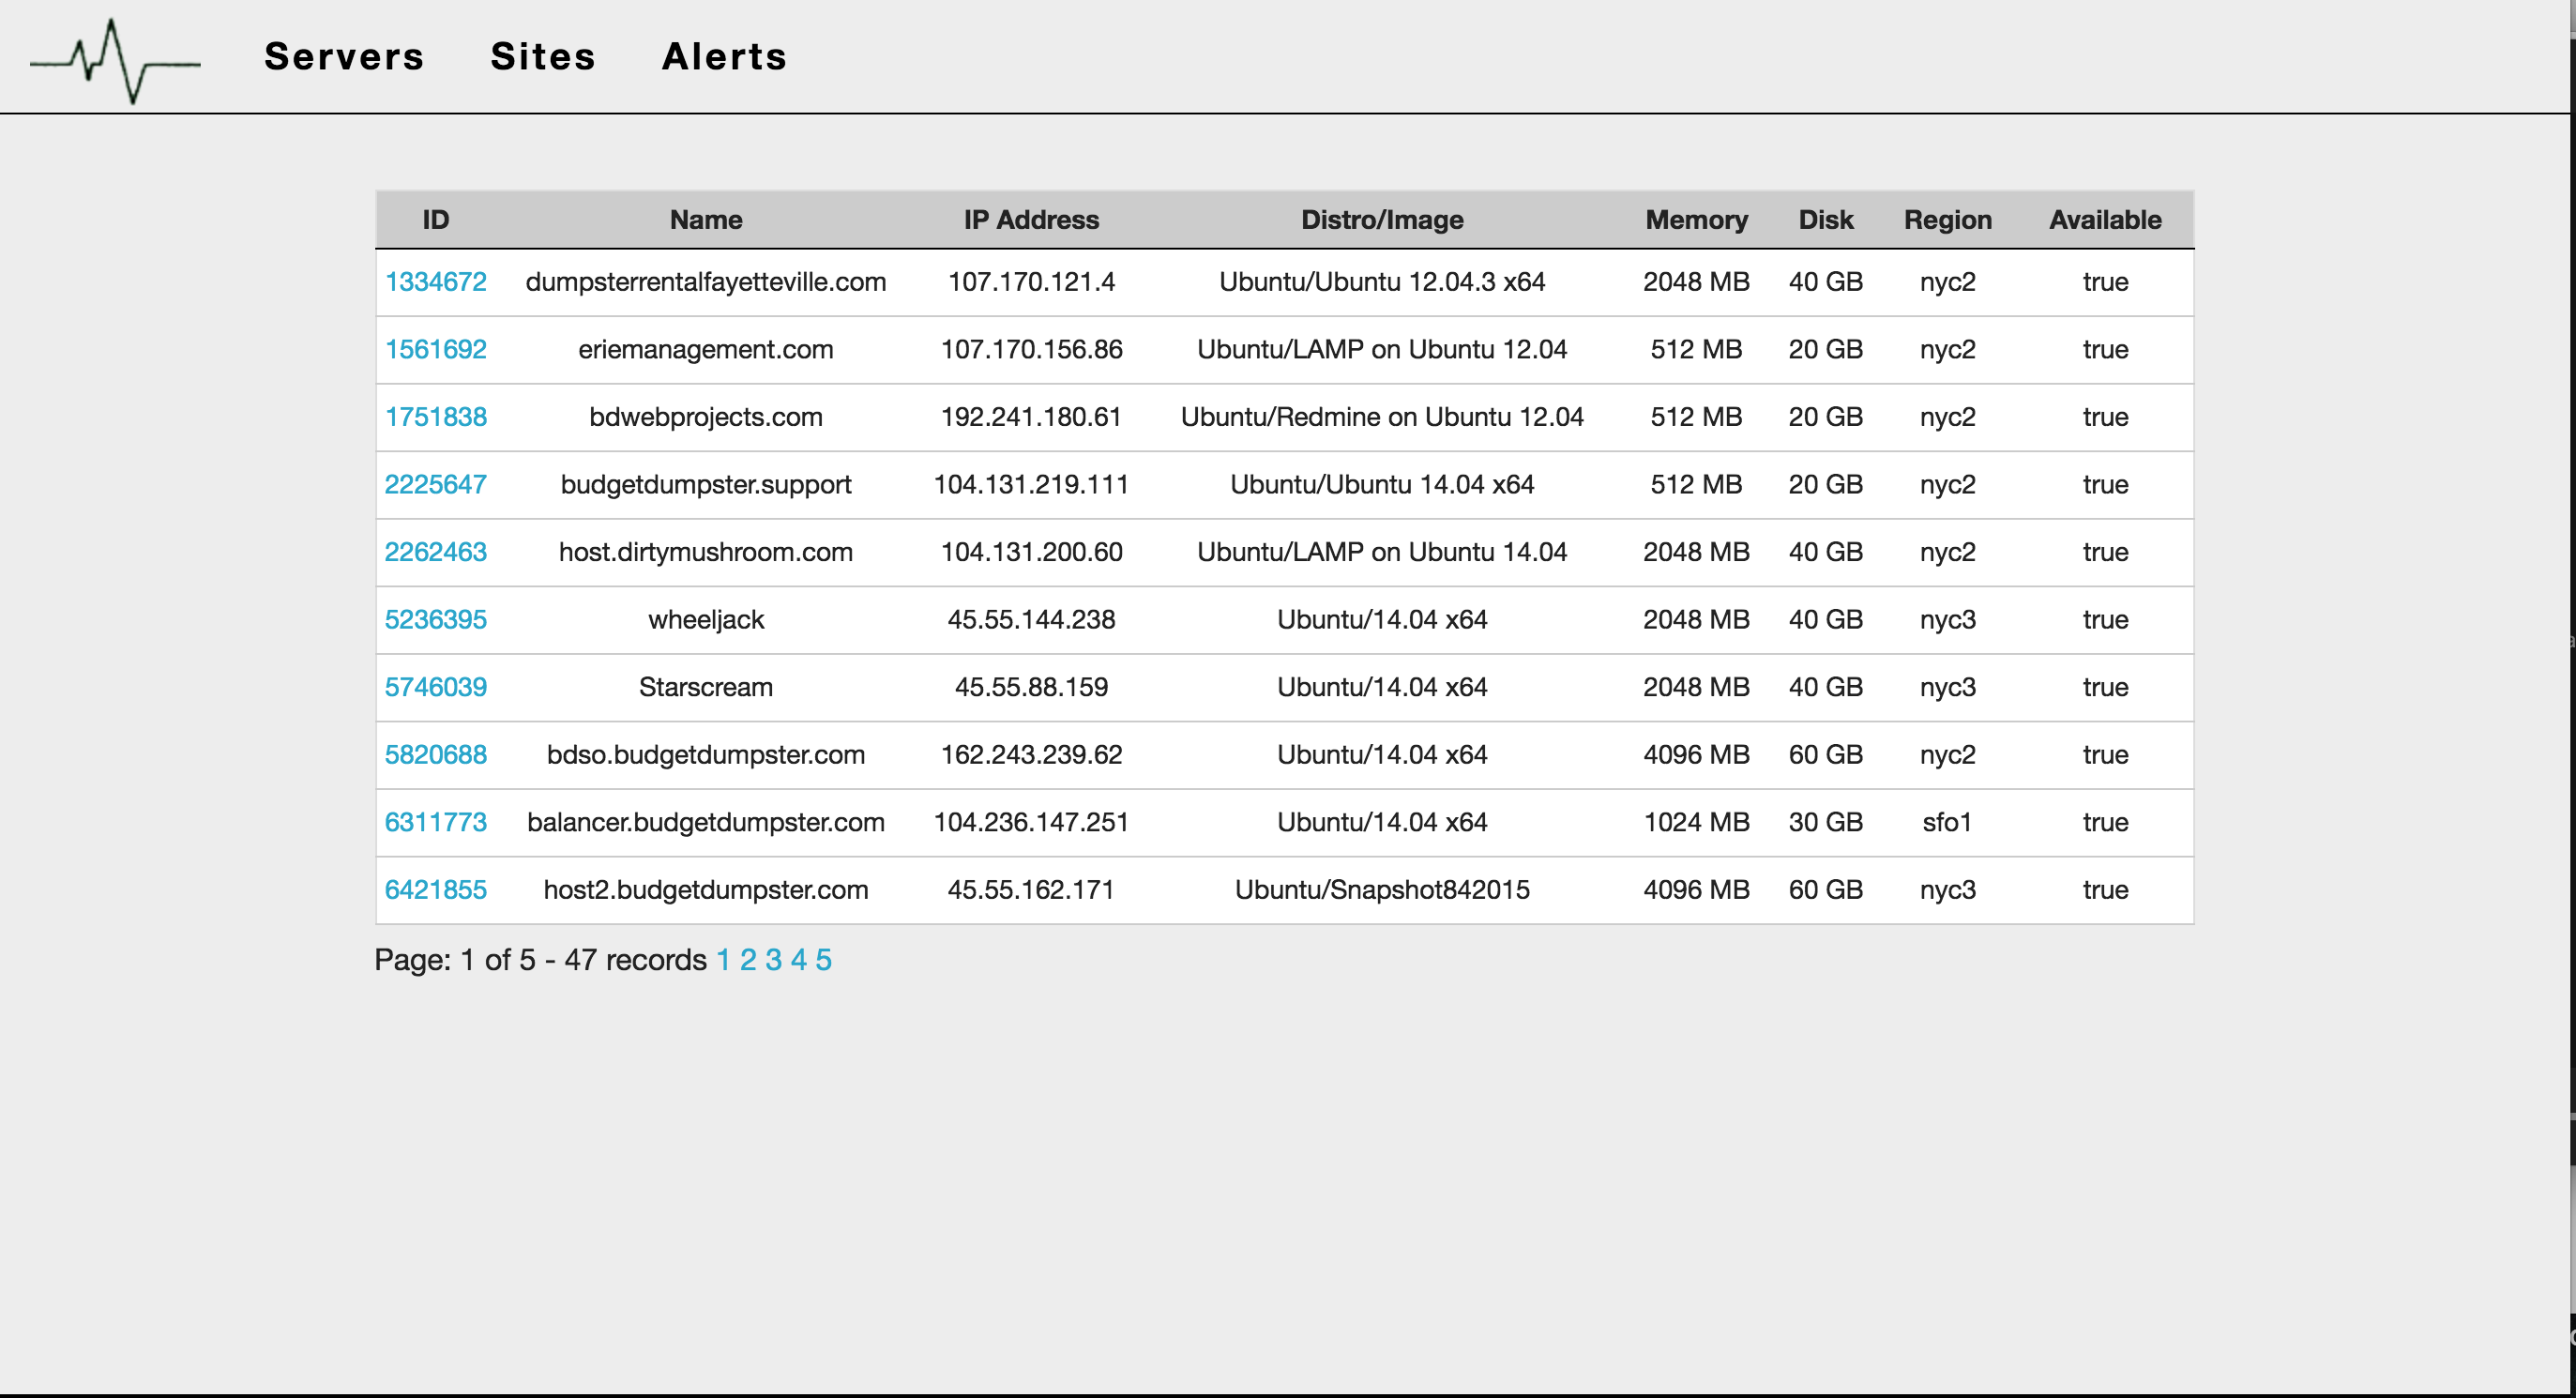 Servers Sites Alerts
ID Name IP Address Distro/Image Memory Disk Region Available
1334672 dumpsterrentalfayetteville.com 107.170.121.4 Ubuntu/Ubuntu 12.04.3 x64 2048 MB 40 GB nyc2 true
1561692 eriemanagement.com 107.170.156.86 Ubuntu/LAMP on Ubuntu 12.04 512 MB 20 GB nyc2 true
1751838 bdwebprojects.com 192.241.180.61 Ubuntu/Redmine on Ubuntu 12.04 512 MB 20 GB nyc2 true
2225647 budgetdumpster.support 104.131.219.111 Ubuntu/Ubuntu 14.04 x64 512 MB 20 GB nyc2 true
2262463 host.dirtymushroom.com 104.131.200.60 Ubuntu/LAMP on Ubuntu 14.04 2048 MB 40 GB nyc2 true
5236395 wheeljack 45.55.144.238 Ubuntu/14.04 x64 2048 MB 40 GB nyc3 true
5746039 Starscream 45.55.88.159 Ubuntu/14.04 x64 2048 MB 40 GB nyc3 true
5820688 bdso.budgetdumpster.com 162.243.239.62 Ubuntu/14.04 x64 4096 MB 60 GB nyc2 true
6311773 balancer.budgetdumpster.com 104.236.147.251 Ubuntu/14.04 x64 1024 MB 30 GB sfo1 true
6421855 host2.budgetdumpster.com 45.55.162.171 Ubuntu/Snapshot842015 4096 MB 60 GB nyc3 true
Page: 1 of 5 - 47 records 1 2 3 4 5